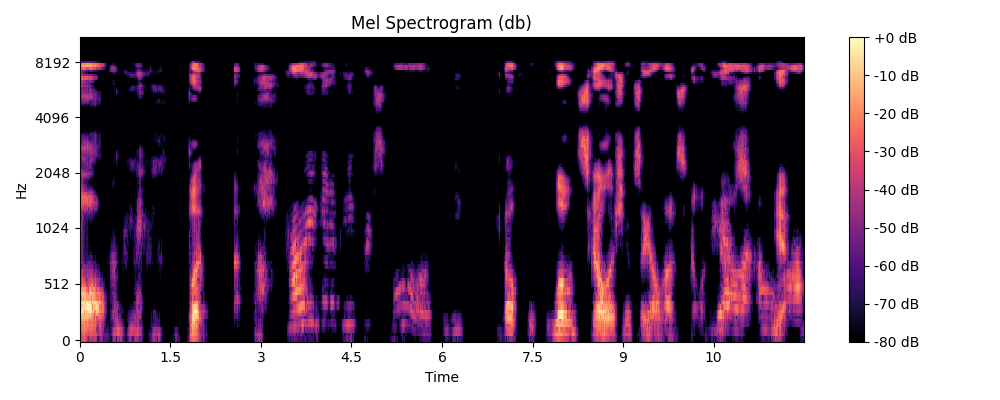 Mel Spectrogram (db)
Hz
8192
4096
2048
1024
512
0
0 1.5 3 4.5 6 7.5 9 10
Time
+0 dB
-10 dB
-20 dB
-30 dB
-40 dB
-50 dB
-60 dB
-70 dB
-80 dB